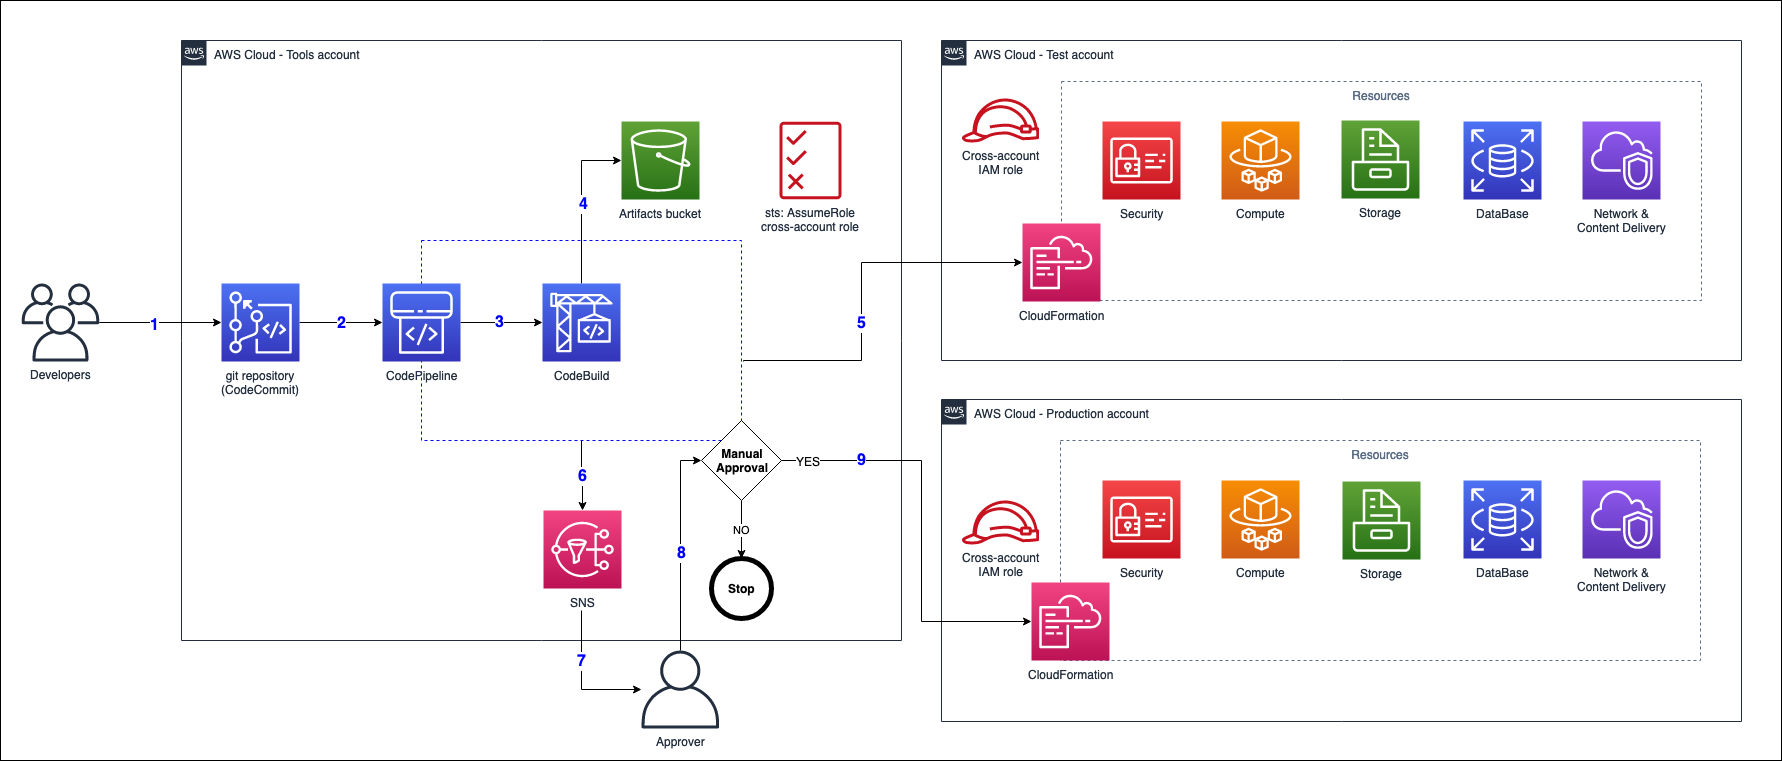 aws
AWS Cloud - Tools account
Artifacts bucket
sts: AssumeRole
cross-account role
4
1
2
3
Developers
git repository
(CodeCommit)
CodePipeline
CodeBuild
5
6
Manual
Approval
YES
9
NO
8
Stop
SNS
7
Approver
aws
AWS Cloud - Test account
Resources
Cross-account
IAM role
Security
Compute
Storage
DataBase
Network &
Content Delivery
CloudFormation
aws
AWS Cloud - Production account
Resources
Cross-account
IAM role
Security
Compute
Storage
DataBase
Network &
Content Delivery
CloudFormation